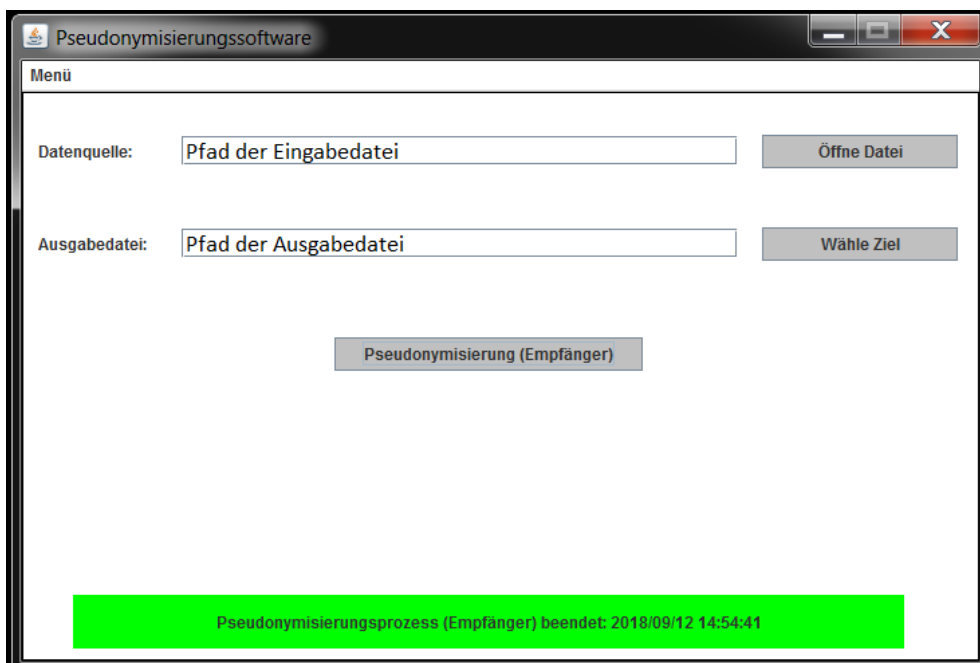 Pseudonymisierungssoftware
Menü
Datenquelle: Pfad der Eingabedatei Öffne Datei
Ausgabedatei: Pfad der Ausgabedatei Wähle Ziel
Pseudonymisierung (Empfänger)
Pseudonymisierungsprozess (Empfänger) beendet: 2018/09/12 14:54:41